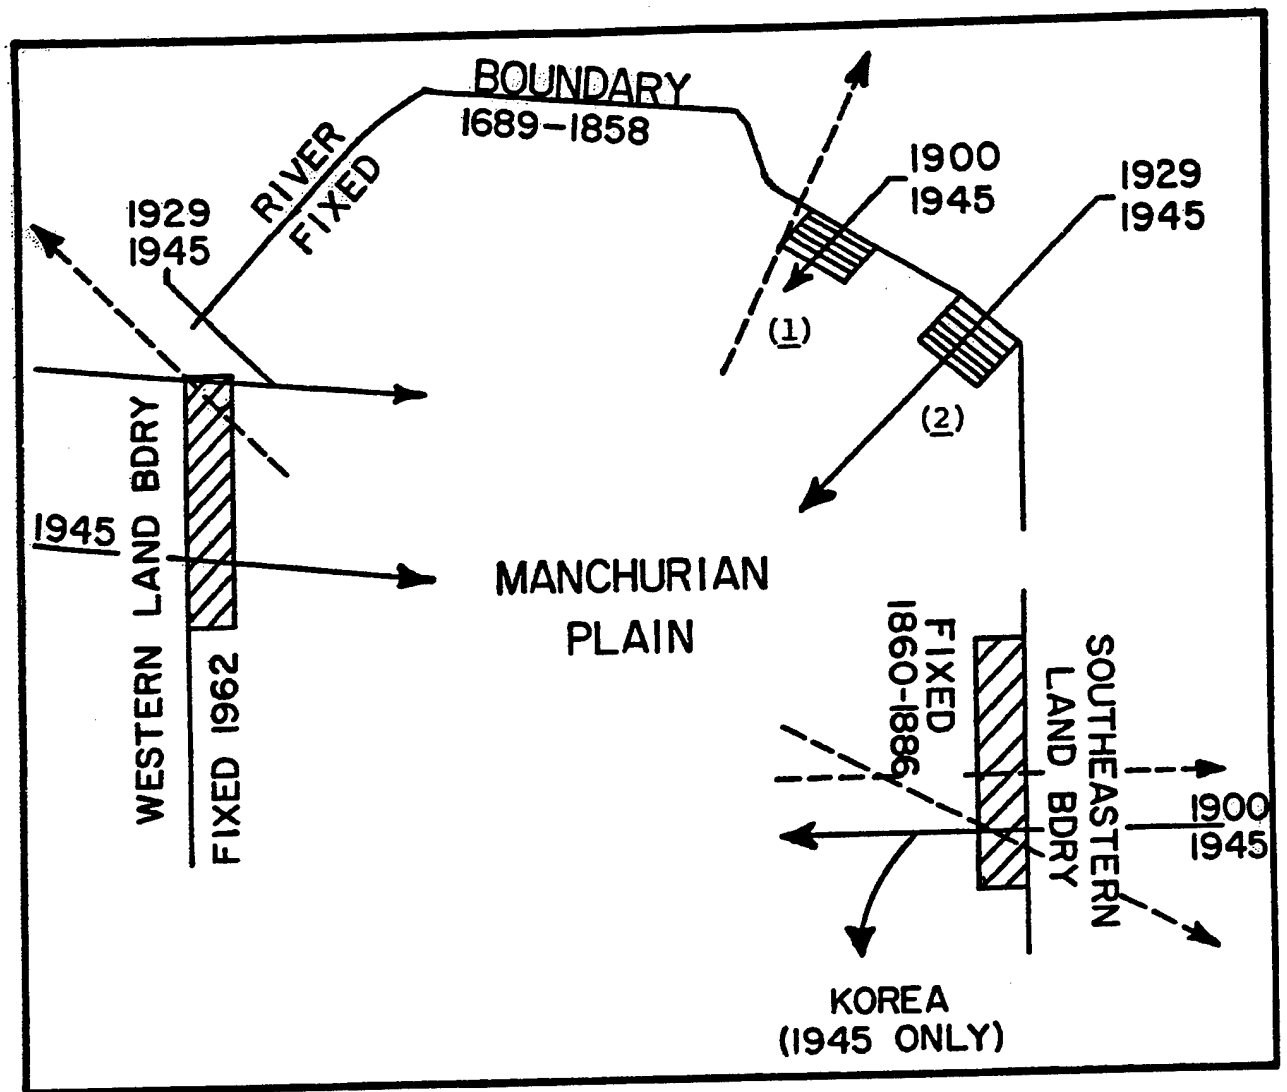 BOUNDARY
1689-1858
RIVER
FIXED
1900
1945
1929
1945
1929
1945
(1)
(2)
WESTERN LAND BDRY
FIXED 1962
1945
MANCHURIAN
PLAIN
FIXED
1860-1886
SOUTHEASTERN
LAND BDRY
1900
1945
KOREA
(1945 ONLY)